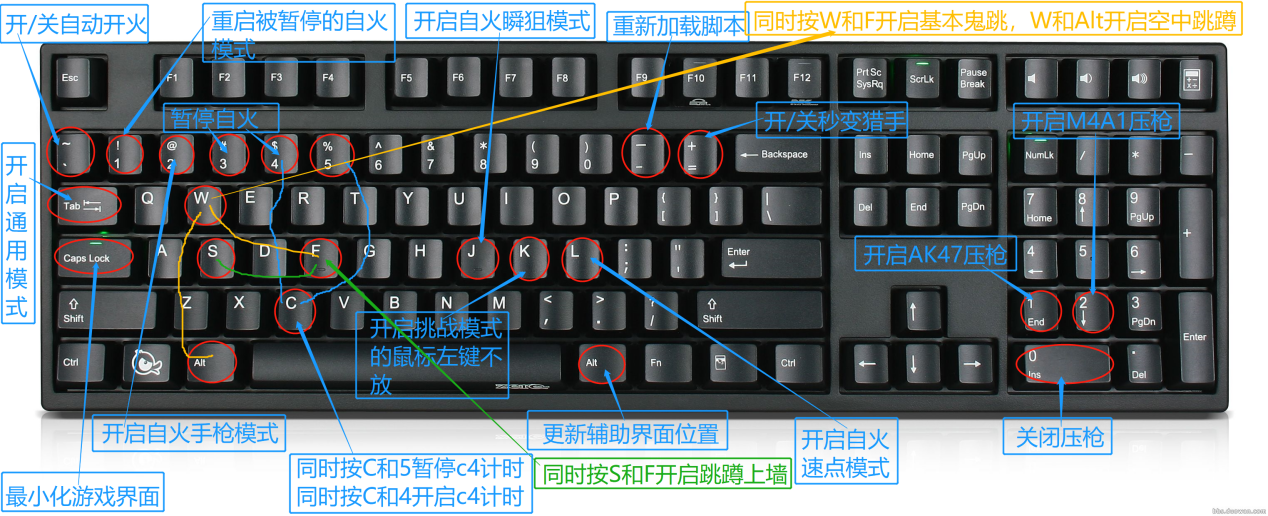 开/关自动开火
重启被暂停的自火
模式
开启自火瞬狙模式
重新加载脚本
同时按W和F开启基本鬼跳，W和Alt开启空中跳蹲
Esc
F1
F2
F3
F4
F5
F6
F7
F8
F9
F10
F11
F12
Prt Sc
SysRq
ScrLk
Pause
Break
暂停自火
开/关秒变猎手
开启M4A1压枪
~
`
!
1
@
2
#
3
$
4
%
5
^
6
&
7
*
8
(
9
)
0
_
-
+
=
Backspace
Ins
Home
PgUp
NumLk
/
*
-
开启通用模式
Tab
Q
W
E
R
T
Y
U
I
O
P
{
[
}
]
|
\
Del
End
PgDn
7
Home
8
↑
9
PgUp
+
Caps Lock
A
S
D
F
G
H
J
K
L
:
;
"
'
Enter
开启AK47压枪
4
←
5
6
→
Shift
Z
X
C
V
B
N
M
<
,
>
.
?
/
Shift
↑
1
End
2
↓
3
PgDn
Enter
开启挑战模式
的鼠标左键不
放
Ctrl
Alt
Alt
Fn
Ctrl
←
↓
→
0
Ins
.
Del
开启自火手枪模式
更新辅助界面位置
开启自火
速点模式
关闭压枪
最小化游戏界面
同时按C和5暂停c4计时
同时按C和4开启c4计时
同时按S和F开启跳蹲上墙
bbs.duowan.com